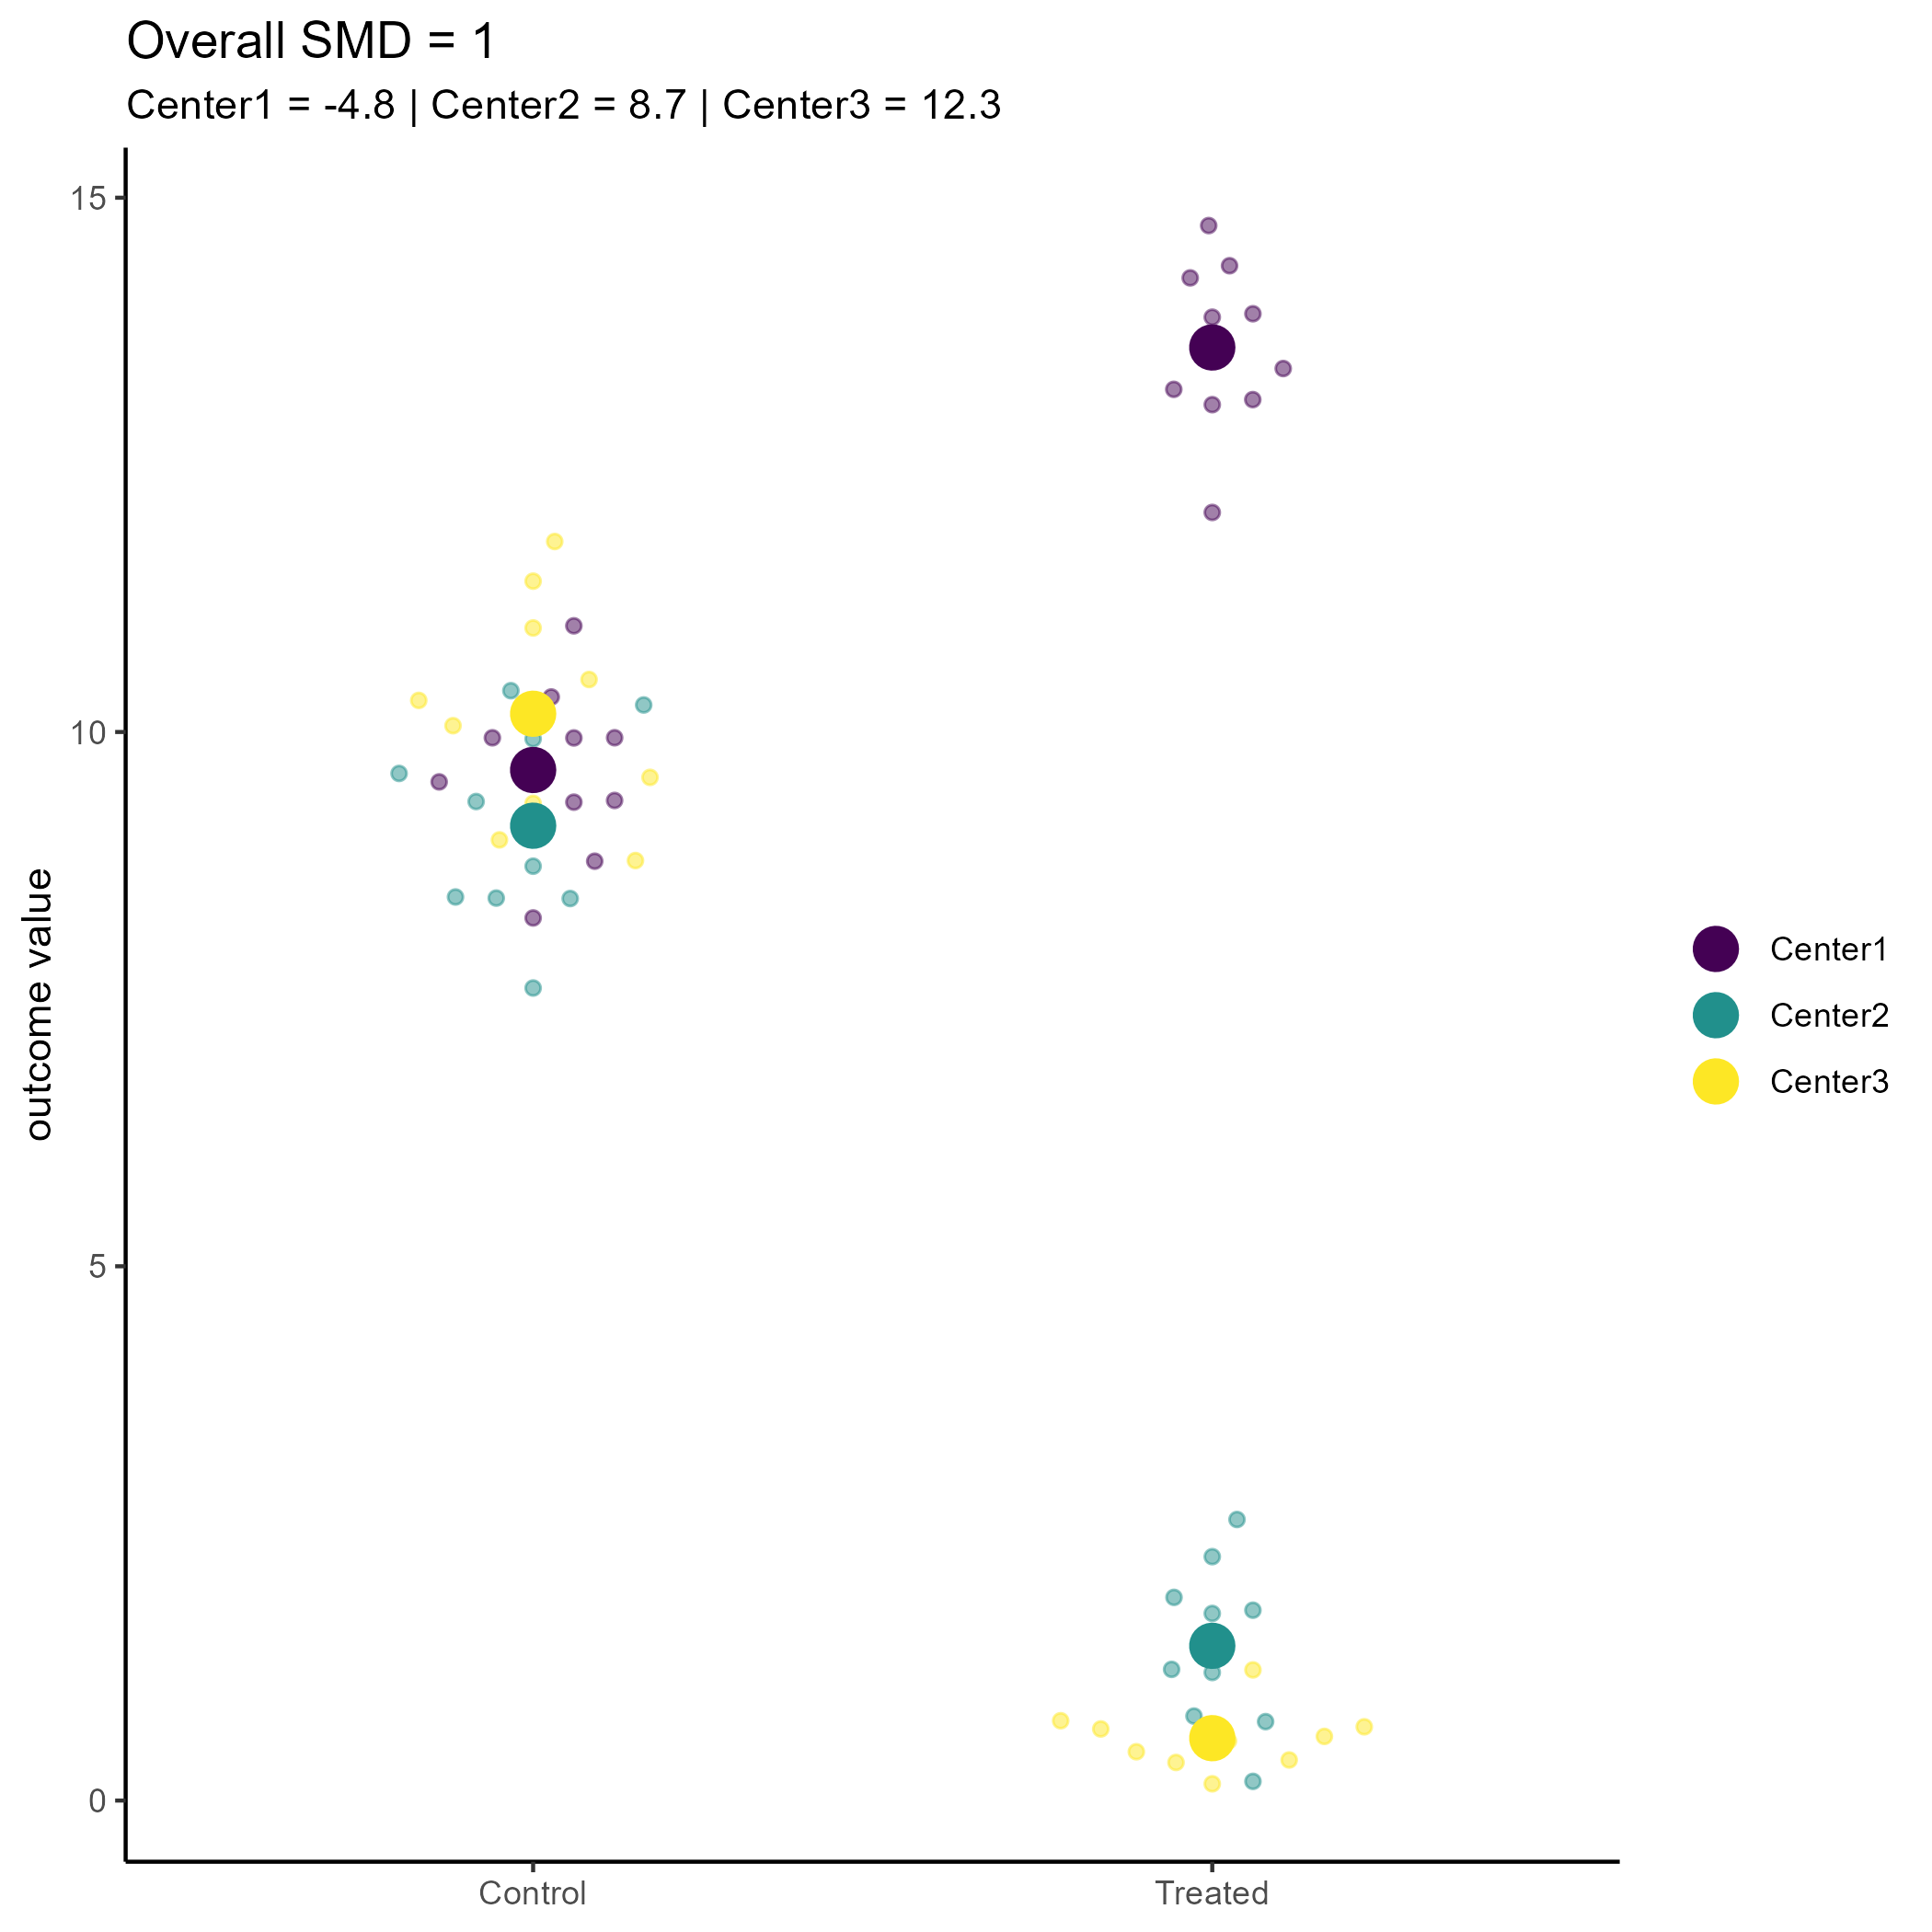 Overall SMD = 1
Center1 = -4.8 | Center2 = 8.7 | Center3 = 12.3
15
10
5
0
outcome value
Control
Treated
Center1
Center2
Center3